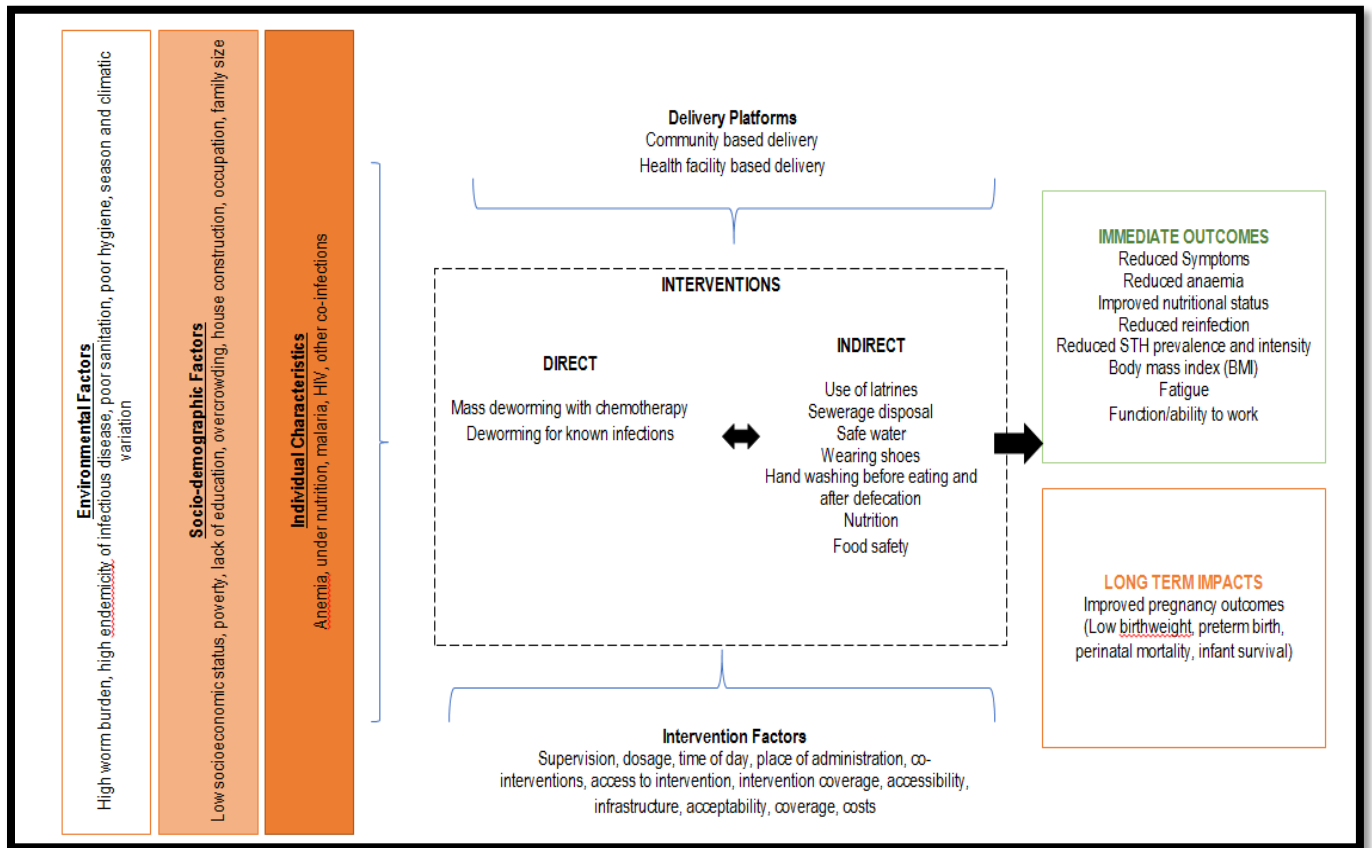 Environmental Factors
High worm burden, high endemicity of infectious disease, poor sanitation, poor hygiene, season and climatic
variation
Socio-demographic Factors
Low socioeconomic status, poverty, lack of education, overcrowding, house construction, occupation, family size
Individual Characteristics
Anemia, under nutrition, malaria, HIV, other co-infections
Delivery Platforms
Community based delivery
Health facility based delivery
INTERVENTIONS
DIRECT
Mass deworming with chemotherapy
Deworming for known infections
INDIRECT
Use of latrines
Sewerage disposal
Safe water
Wearing shoes
Hand washing before eating and
after defecation
Nutrition
Food safety
Intervention Factors
Supervision, dosage, time of day, place of administration, co-
interventions, access to intervention, intervention coverage, accessibility,
infrastructure, acceptability, coverage, costs
IMMEDIATE OUTCOMES
Reduced Symptoms
Reduced anaemia
Improved nutritional status
Reduced reinfection
Reduced STH prevalence and intensity
Body mass index (BMI)
Fatigue
Function/ability to work
LONG TERM IMPACTS
Improved pregnancy outcomes
(Low birthweight, preterm birth,
perinatal mortality, infant survival)